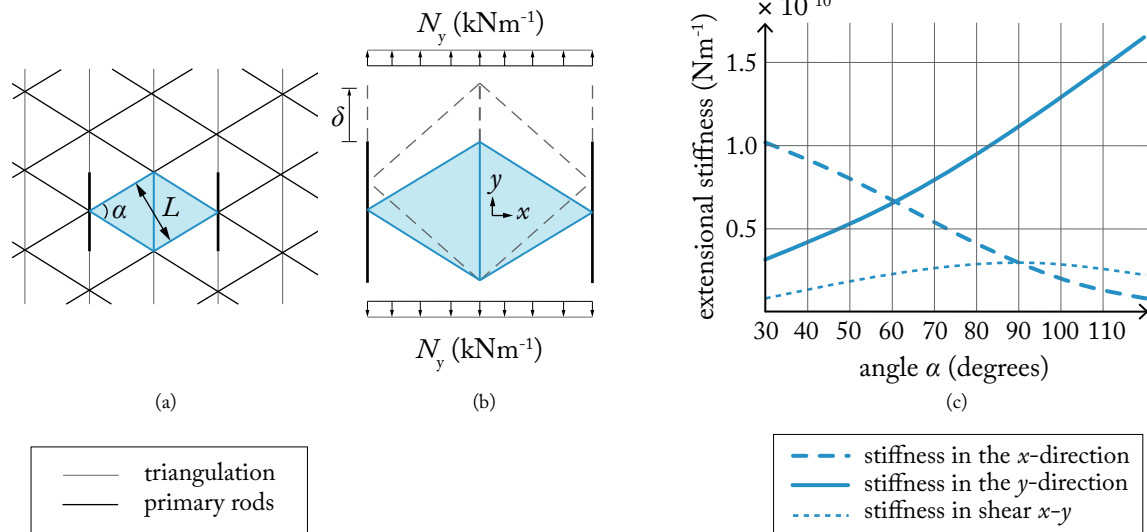 N_y (kNm⁻¹)
δ
y
x
α
L
N_y (kNm⁻¹)
(a)
(b)
triangulation
primary rods
extensional stiffness (Nm⁻¹)
1.5
1.0
0.5
30 40 50 60 70 80 90 100 110
angle α (degrees)
(c)
stiffness in the x-direction
stiffness in the y-direction
stiffness in shear x-y